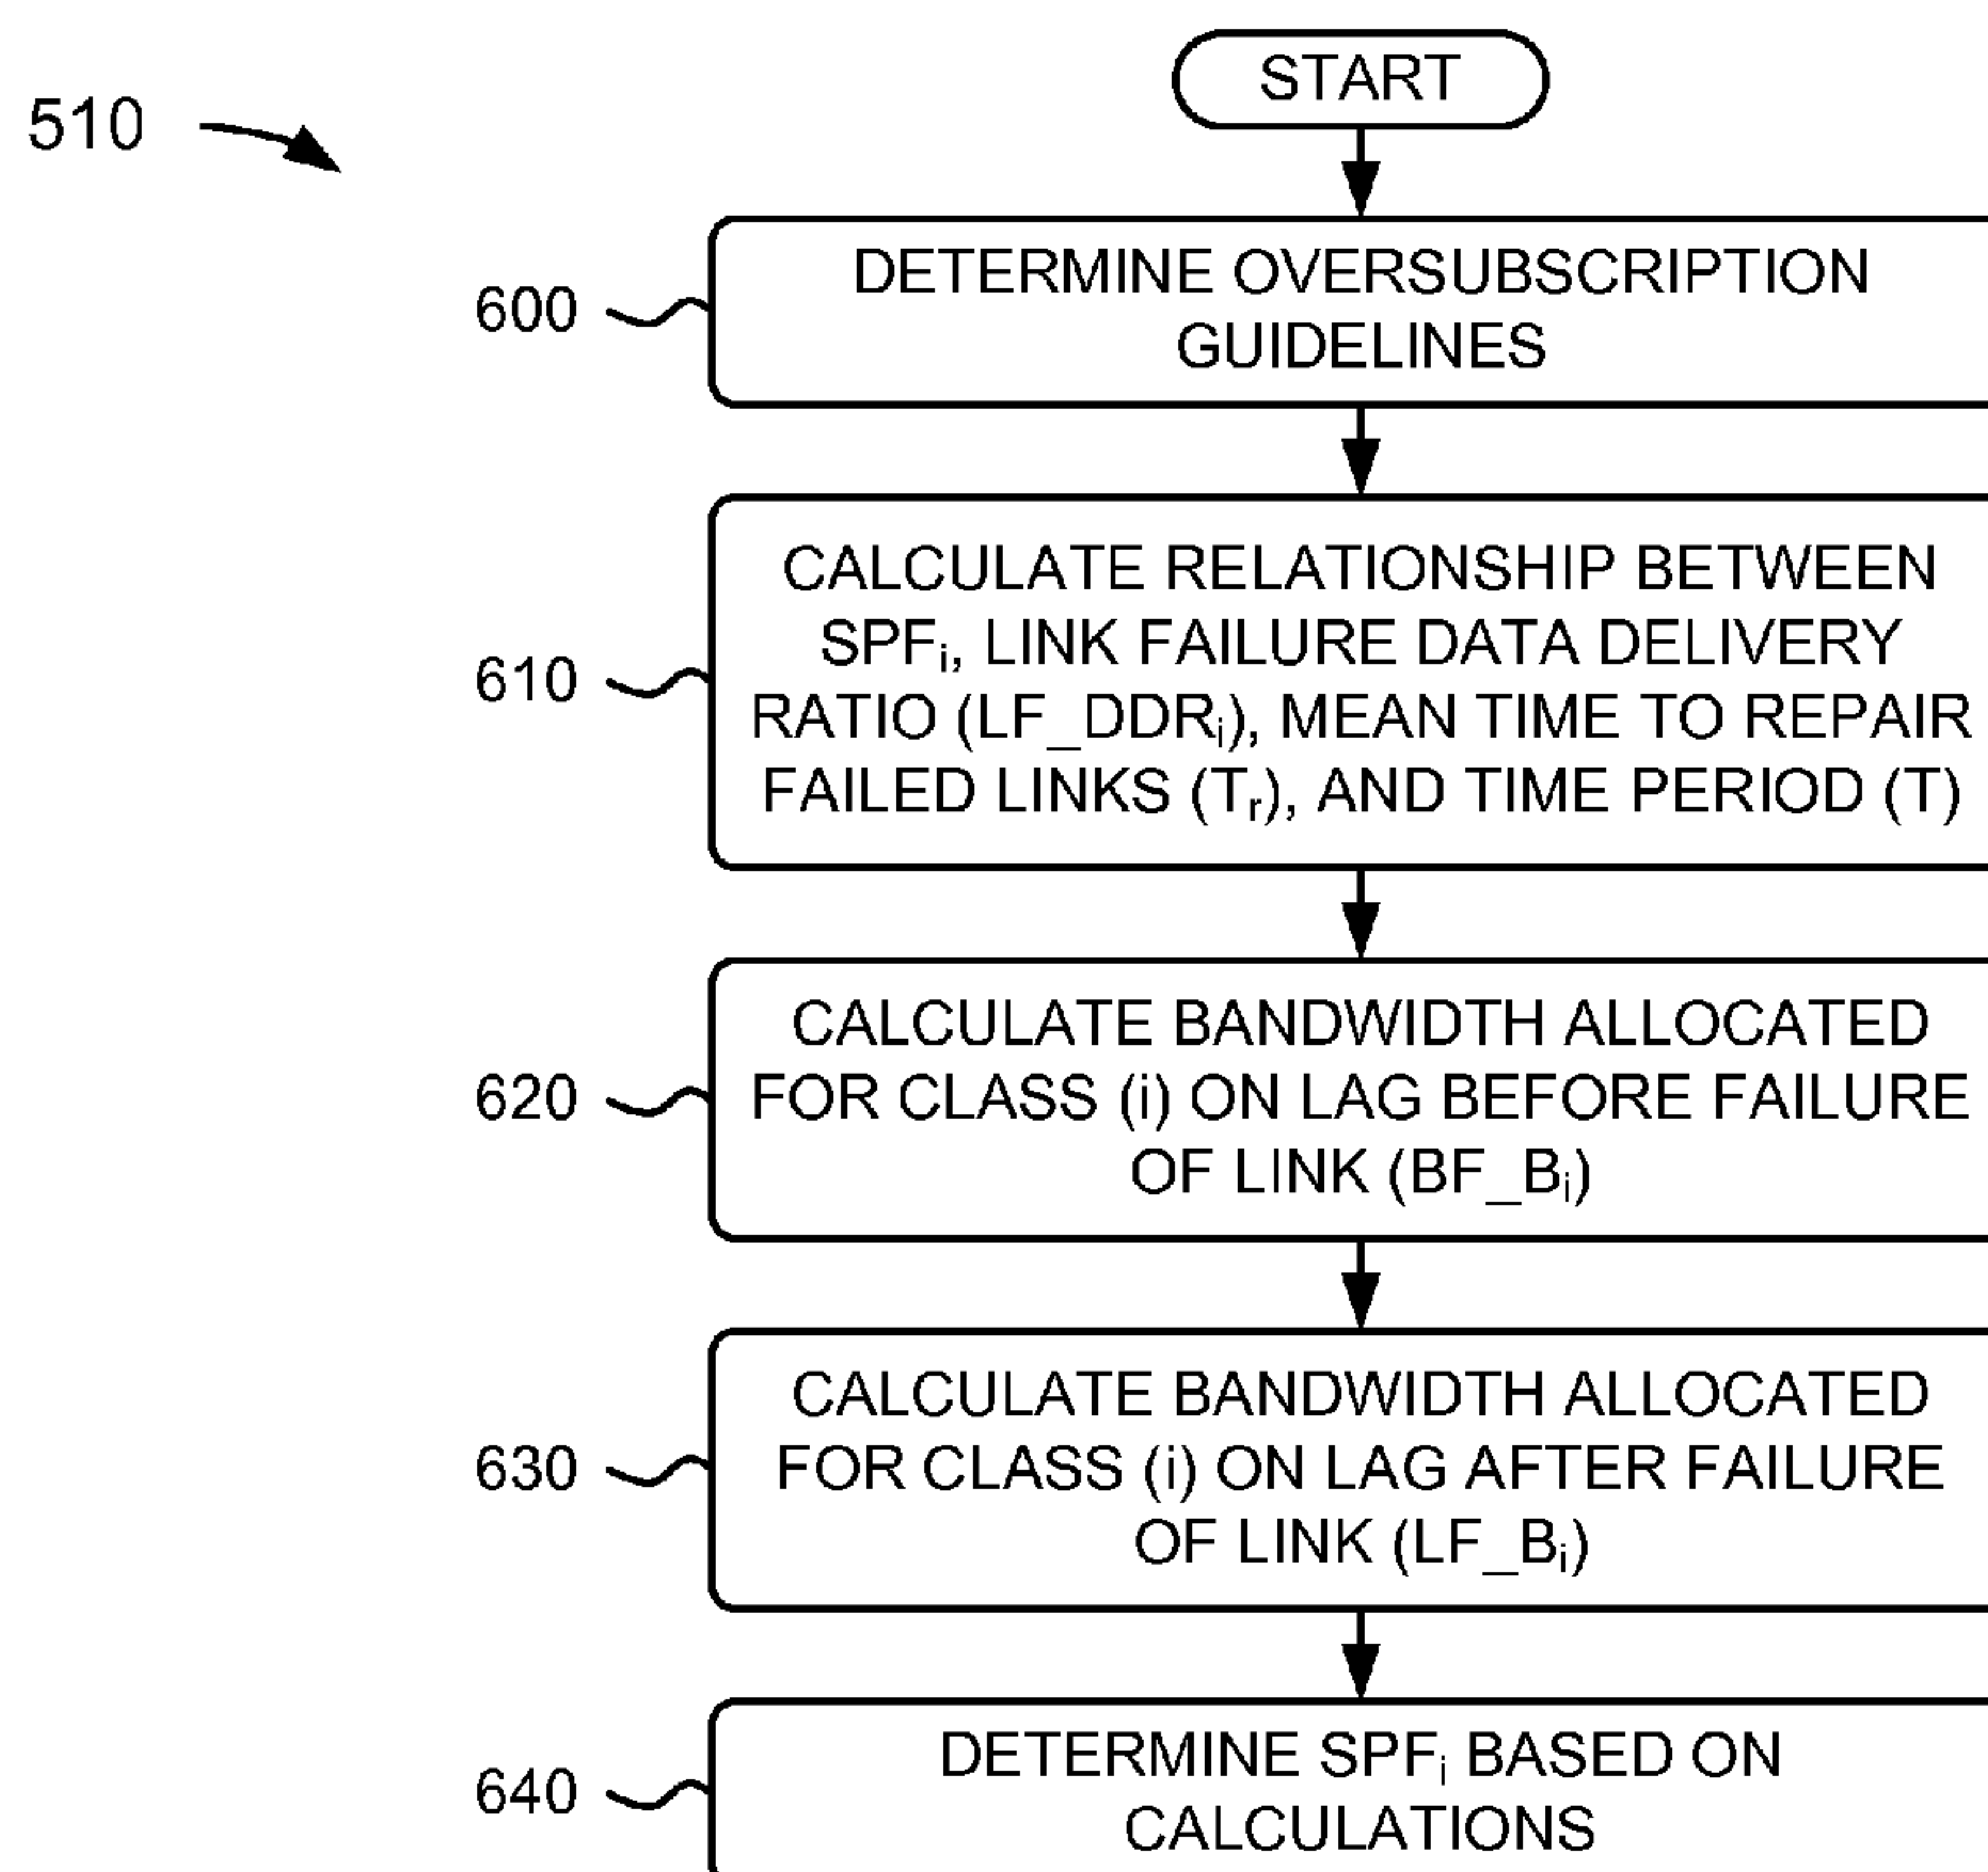 START
510
DETERMINE OVERSUBSCRIPTION
GUIDELINES
600
CALCULATE RELATIONSHIP BETWEEN
SPFᵢ, LINK FAILURE DATA DELIVERY
RATIO (LF_DDRᵢ), MEAN TIME TO REPAIR
FAILED LINKS (Tᵣ), AND TIME PERIOD (T)
610
CALCULATE BANDWIDTH ALLOCATED
FOR CLASS (i) ON LAG BEFORE FAILURE
OF LINK (BF_Bᵢ)
620
CALCULATE BANDWIDTH ALLOCATED
FOR CLASS (i) ON LAG AFTER FAILURE
OF LINK (LF_Bᵢ)
630
DETERMINE SPFᵢ BASED ON
CALCULATIONS
640